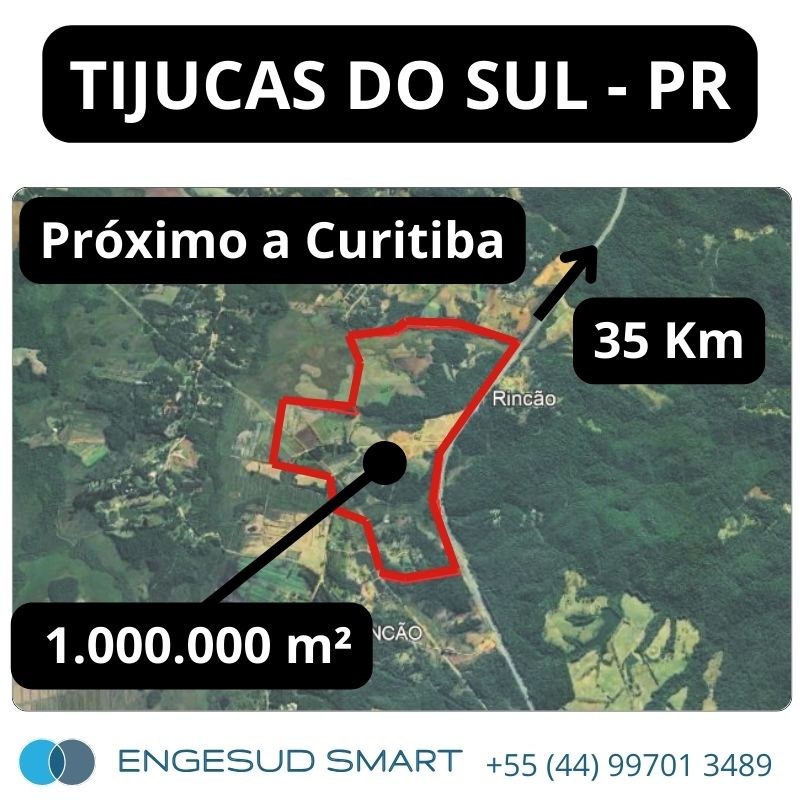 TIJUCAS DO SUL - PR
Próximo a Curitiba
35 Km
Rincão
1.000.000 m²
NCÃO
ENGESUD SMART +55 (44) 99701 3489